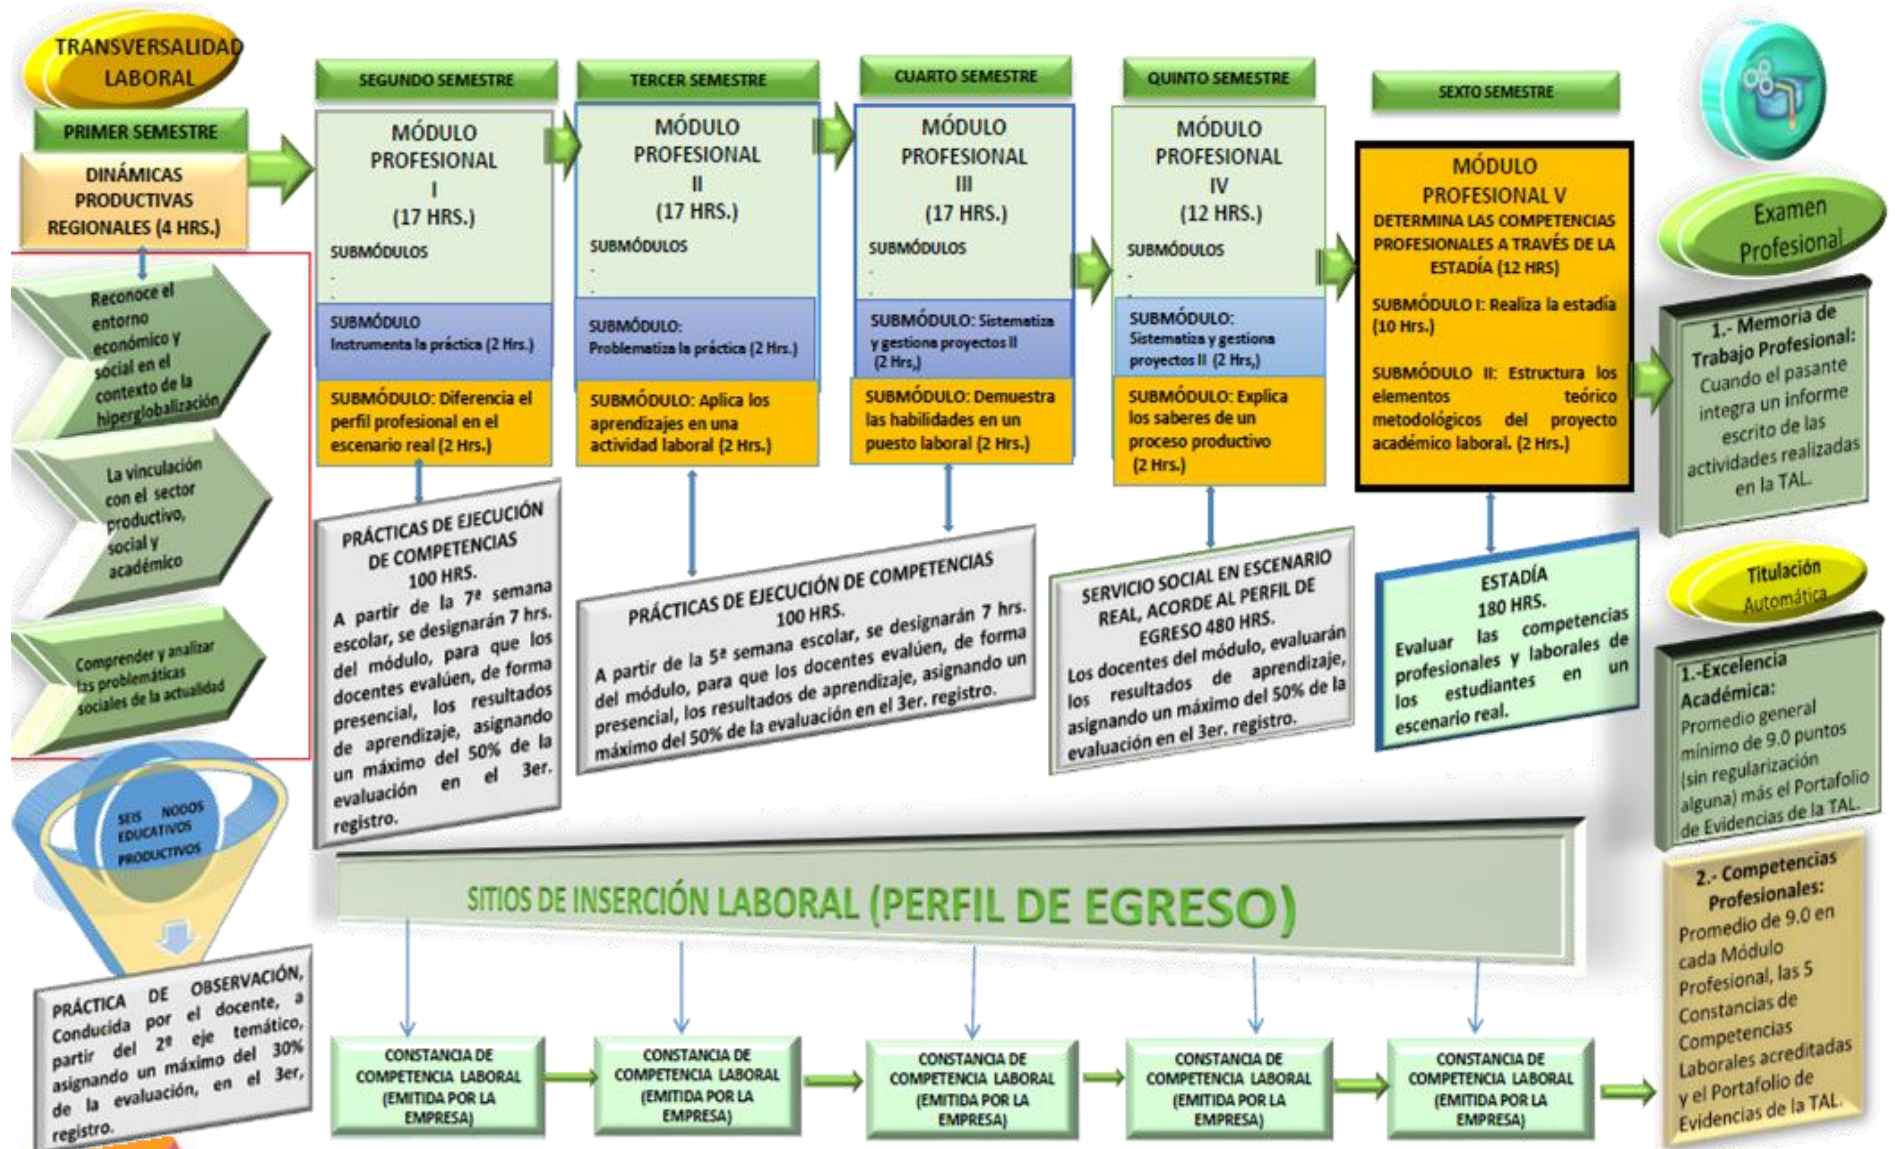 TRANSVERSALIDAD
LABORAL
PRIMER SEMESTRE
DINÁMICAS
PRODUCTIVAS
REGIONALES (4 HRS.)
Reconoce el
entorno
económico y
social en el
contexto de la
hiperglobalización
La vinculación
con el sector
productivo,
social y
académico
Comprender y analizar
las problemáticas
sociales de la actualidad
SEIS NODOS
EDUCATIVOS
PRODUCTIVOS
PRÁCTICA DE OBSERVACIÓN,
Conducida por el docente, a
partir del 2º eje temático,
asignando un máximo del 30%
de la evaluación, en el 3er,
registro.
SEGUNDO SEMESTRE
MÓDULO
PROFESIONAL
I
(17 HRS.)
SUBMÓDULOS
.
.
SUBMÓDULO
Instrumenta la práctica (2 Hrs.)
SUBMÓDULO: Diferencia el
perfil profesional en el
escenario real (2 Hrs.)
PRÁCTICAS DE EJECUCIÓN
DE COMPETENCIAS
100 HRS.
A partir de la 7ª semana
escolar, se designarán 7 hrs.
del módulo, para que los
docentes evalúen, de forma
presencial, los resultados
de aprendizaje, asignando
un máximo del 50% de la
evaluación en el 3er.
registro.
TERCER SEMESTRE
MÓDULO
PROFESIONAL
II
(17 HRS.)
SUBMÓDULOS
.
.
SUBMÓDULO:
Problematiza la práctica (2 Hrs.)
SUBMÓDULO: Aplica los
aprendizajes en una
actividad laboral (2 Hrs.)
CUARTO SEMESTRE
MÓDULO
PROFESIONAL
III
(17 HRS.)
SUBMÓDULOS
.
.
SUBMÓDULO: Sistematiza
y gestiona proyectos II
(2 Hrs,)
SUBMÓDULO: Demuestra
las habilidades en un
puesto laboral (2 Hrs.)
PRÁCTICAS DE EJECUCIÓN DE COMPETENCIAS
100 HRS.
A partir de la 5ª semana escolar, se designarán 7 hrs.
del módulo, para que los docentes evalúen, de forma
presencial, los resultados de aprendizaje, asignando un
máximo del 50% de la evaluación en el 3er. registro.
QUINTO SEMESTRE
MÓDULO
PROFESIONAL
IV
(12 HRS.)
SUBMÓDULOS
.
.
SUBMÓDULO:
Sistematiza y gestiona
proyectos II (2 Hrs,)
SUBMÓDULO: Explica
los saberes de un
proceso productivo
(2 Hrs.)
SERVICIO SOCIAL EN ESCENARIO
REAL, ACORDE AL PERFIL DE
EGRESO 480 HRS.
Los docentes del módulo, evaluarán
los resultados de aprendizaje,
asignando un máximo del 50% de la
evaluación en el 3er. registro.
SEXTO SEMESTRE
MÓDULO
PROFESIONAL V
DETERMINA LAS COMPETENCIAS
PROFESIONALES A TRAVÉS DE LA
ESTADÍA (12 HRS)
SUBMÓDULO I: Realiza la estadía
(10 Hrs.)
SUBMÓDULO II: Estructura los
elementos teórico
metodológicos del proyecto
académico laboral. (2 Hrs.)
ESTADÍA
180 HRS.
Evaluar las competencias
profesionales y laborales de
los estudiantes en un
escenario real.
Examen
Profesional
1.- Memoria de
Trabajo Profesional:
Cuando el pasante
integra un informe
escrito de las
actividades realizadas
en la TAL.
Titulación
Automática
1.-Excelencia
Académica:
Promedio general
mínimo de 9.0 puntos
(sin regularización
alguna) más el Portafolio
de Evidencias de la TAL.
2.- Competencias
Profesionales:
Promedio de 9.0 en
cada Módulo
Profesional, las 5
Constancias de
Competencias
Laborales acreditadas
y el Portafolio de
Evidencias de la TAL.
SITIOS DE INSERCIÓN LABORAL (PERFIL DE EGRESO)
CONSTANCIA DE
COMPETENCIA LABORAL
(EMITIDA POR LA
EMPRESA)
CONSTANCIA DE
COMPETENCIA LABORAL
(EMITIDA POR LA
EMPRESA)
CONSTANCIA DE
COMPETENCIA LABORAL
(EMITIDA POR LA
EMPRESA)
CONSTANCIA DE
COMPETENCIA LABORAL
(EMITIDA POR LA
EMPRESA)
CONSTANCIA DE
COMPETENCIA LABORAL
(EMITIDA POR LA
EMPRESA)